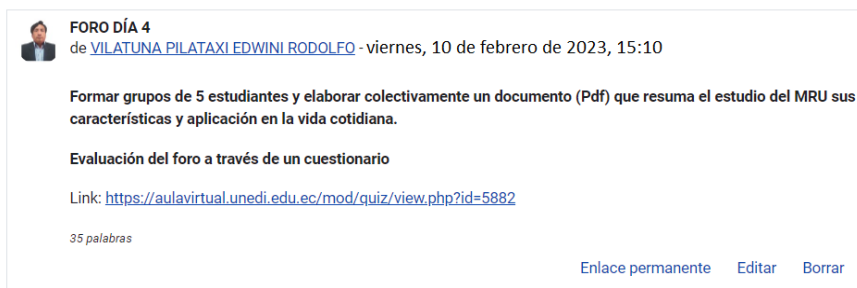 FORO DÍA 4
de VILATUNA PILATAXI EDWINI RODOLFO - viernes, 10 de febrero de 2023, 15:10
Formar grupos de 5 estudiantes y elaborar colectivamente un documento (Pdf) que resuma el estudio del MRU sus
características y aplicación en la vida cotidiana.
Evaluación del foro a través de un cuestionario
Link: https://aulavirtual.unedi.edu.ec/mod/quiz/view.php?id=5882
35 palabras
Enlace permanente Editar Borrar